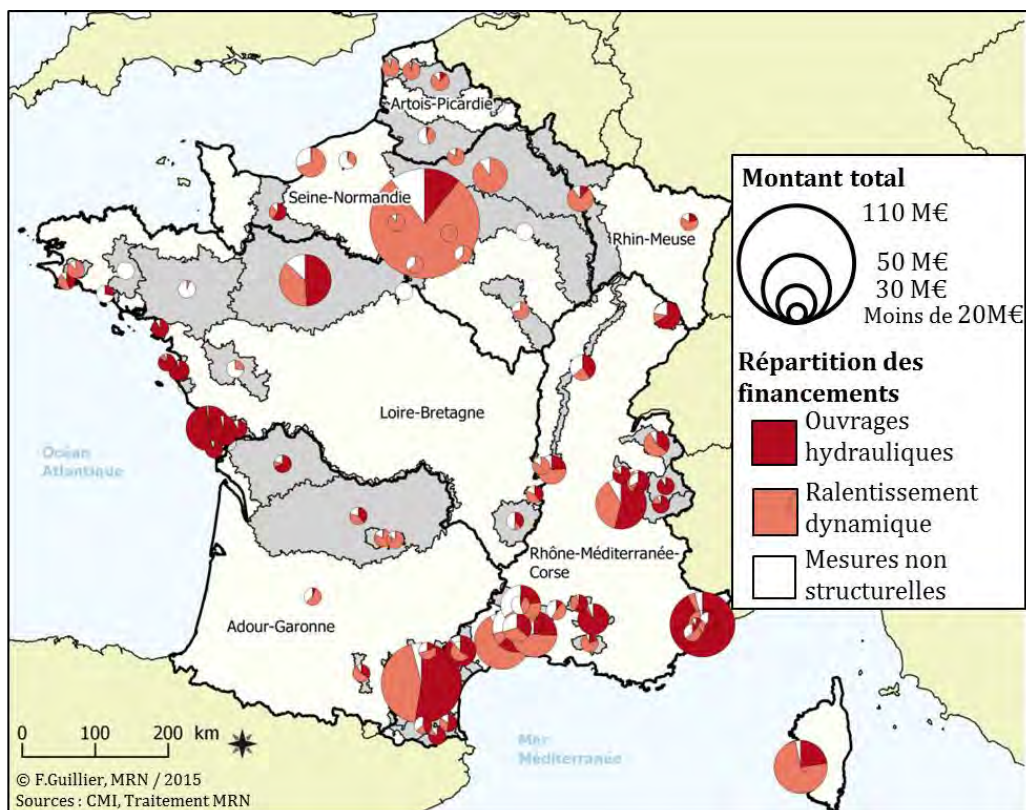 Artois-Picardie
Seine-Normandie
Rhin-Meuse
Loire-Bretagne
Océan
Atlantique
Rhône-Méditerranée-
Corse
Adour-Garonne
Mer
Méditerranée
0 100 200 km
© F.Guillier, MRN / 2015
Sources : CMI, Traitement MRN
Montant total
110 M€
50 M€
30 M€
Moins de 20M€
Répartition des
financements
Ouvrages
hydrauliques
Ralentissement
dynamique
Mesures non
structurelles